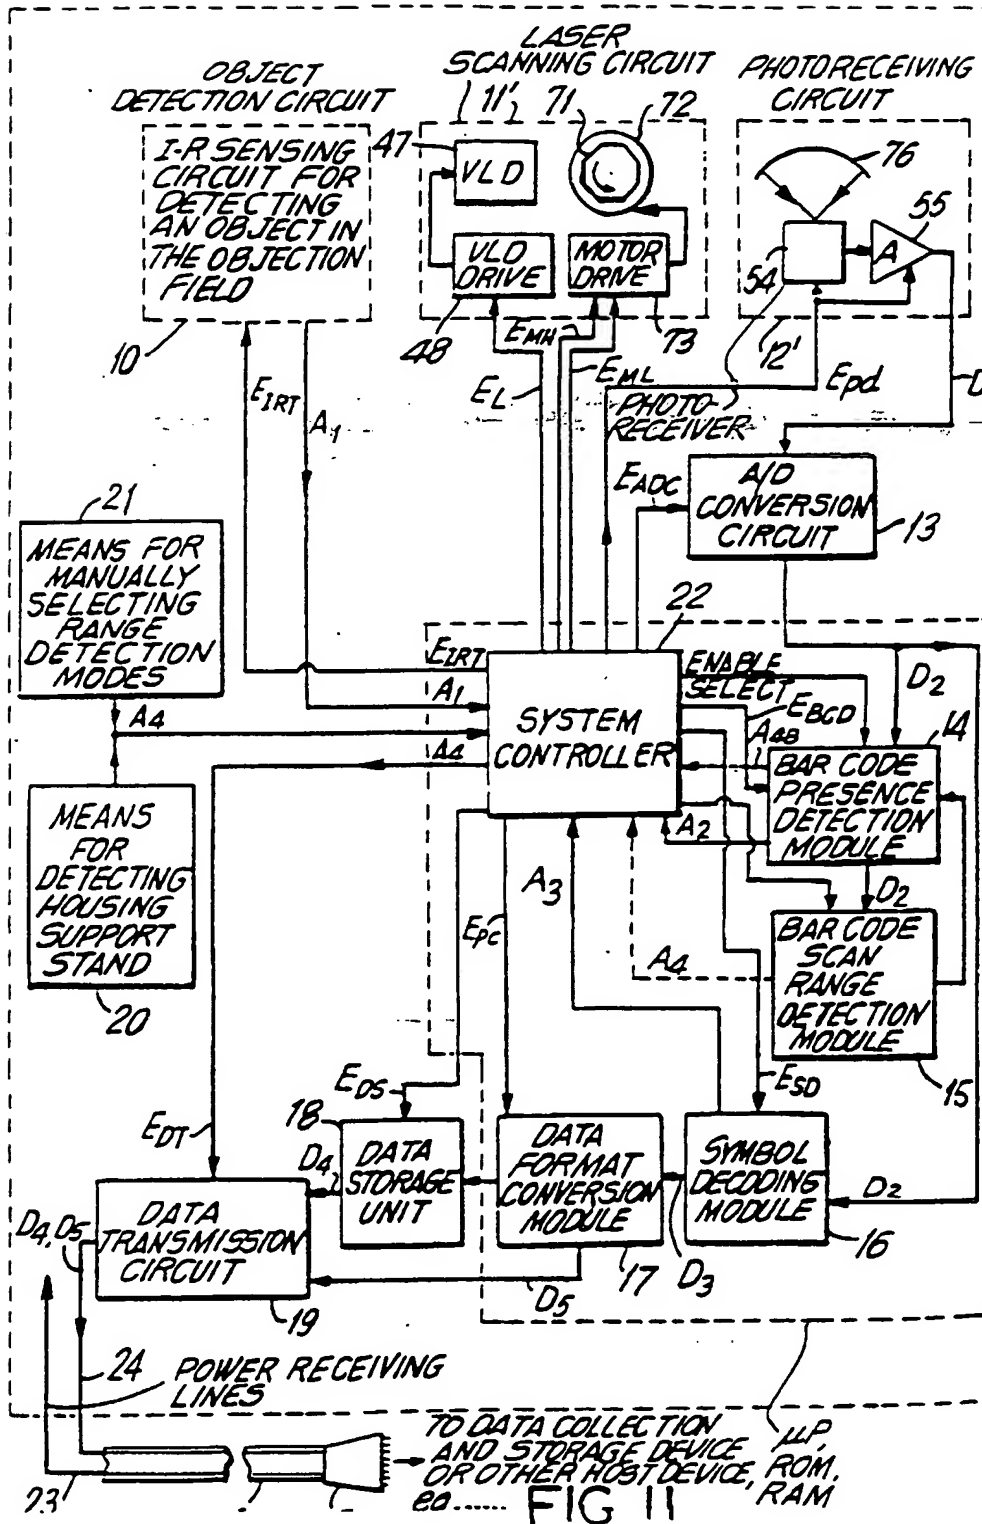 LASER
SCANNING CIRCUIT
OBJECT
DETECTION CIRCUIT
PHOTORECEIVING
CIRCUIT
11'
71
72
47
VLD
76
55
A
54
I-R SENSING
CIRCUIT FOR
DETECTING
AN OBJECT IN
THE OBJECTION
FIELD
VLD
DRIVE
MOTOR
DRIVE
10
48
EMH
73
12'
EIRT
A1
EL
EML
Epd
D
PHOTO-
RECEIVER
21
MEANS FOR
MANUALLY
SELECTING
RANGE
DETECTION
MODES
EADC
A/D
CONVERSION
CIRCUIT
13
22
EIRT
A1
A4
A4
SYSTEM
CONTROLLER
ENABLE
SELECT
EBCD
A4B
D2
14
BAR CODE
PRESENCE
DETECTION
MODULE
A2
D2
MEANS
FOR
DETECTING
HOUSING
SUPPORT
STAND
20
A3
EPC
A4
BAR CODE
SCAN
RANGE
DETECTION
MODULE
15
ESD
EDS
EDT
18
DATA
STORAGE
UNIT
D4
DATA
FORMAT
CONVERSION
MODULE
17
D3
SYMBOL
DECODING
MODULE
16
D2
D4, D5
DATA
TRANSMISSION
CIRCUIT
19
D5
24
POWER RECEIVING
LINES
23
TO DATA COLLECTION
AND STORAGE DEVICE
OR OTHER HOST DEVICE,
μP,
ROM,
RAM
FIG 11